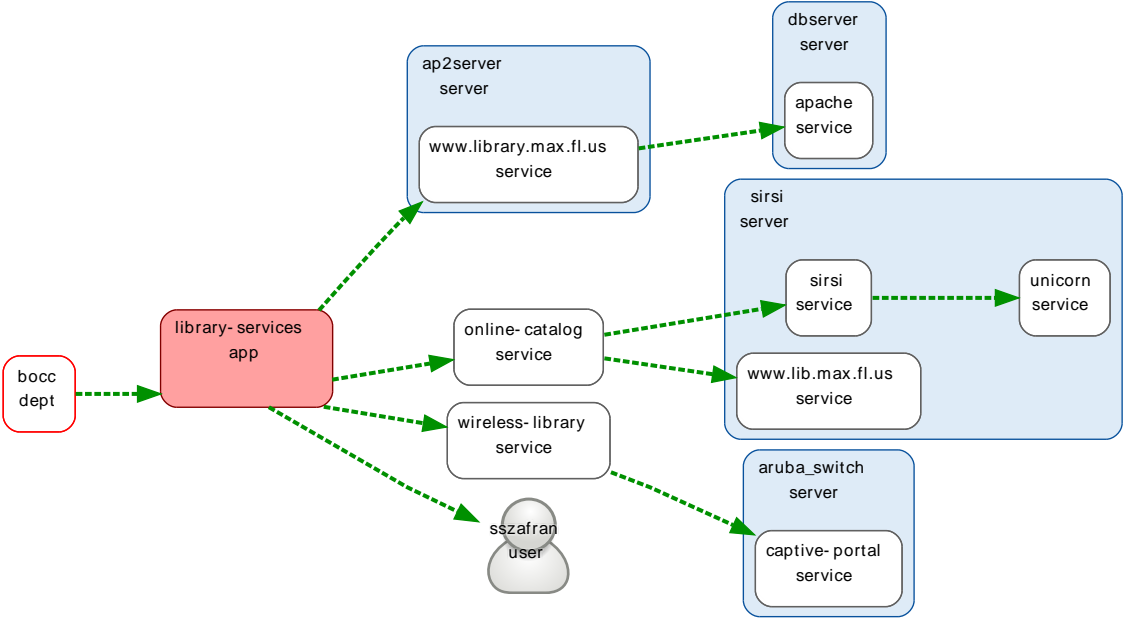 dbserver
server
apache
service
ap2server
server
www.library.max.fl.us
service
sirsi
server
sirsi
service
unicorn
service
library-services
app
online-catalog
service
www.lib.max.fl.us
service
bocc
dept
wireless-library
service
aruba_switch
server
sszafran
user
captive-portal
service